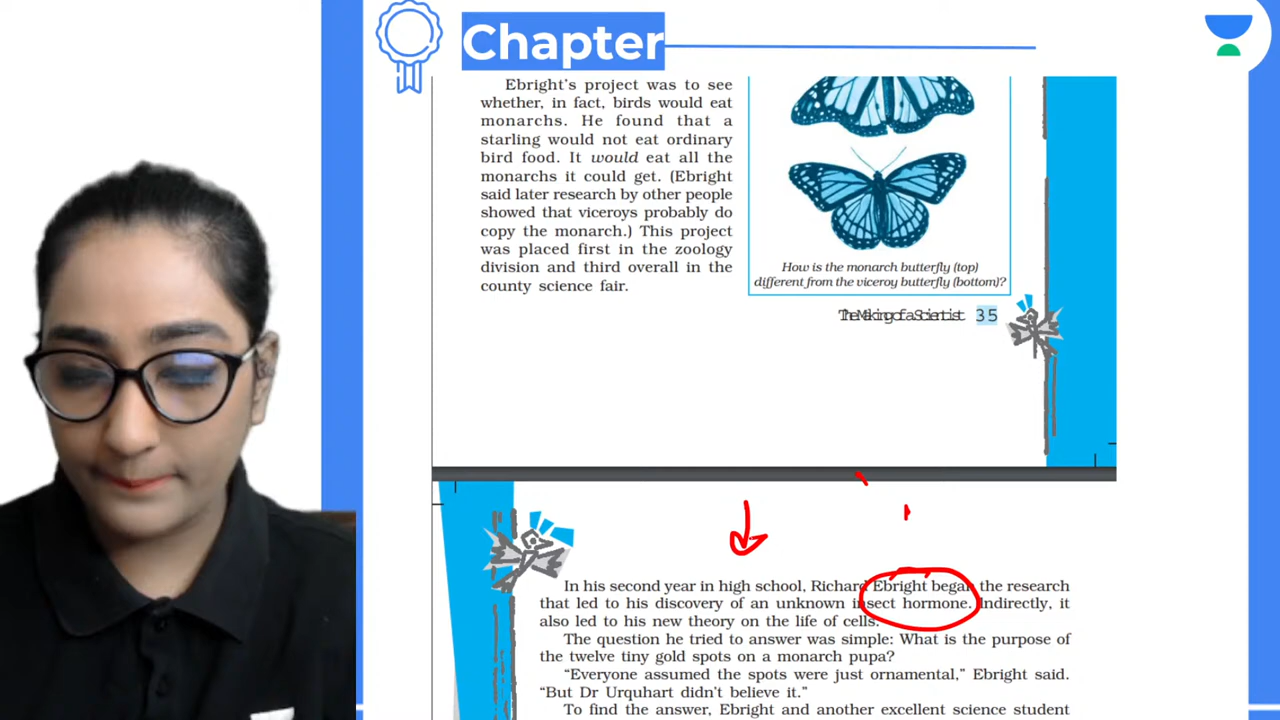 Chapter
Ebright's project was to see
whether, in fact, birds would eat
monarchs. He found that a
starling would not eat ordinary
bird food. It would eat all the
monarchs it could get. (Ebright
said later research by other people
showed that viceroys probably do
copy the monarch.) This project
was placed first in the zoology
division and third overall in the
county science fair.
How is the monarch butterfly (top)
different from the viceroy butterfly (bottom)?
The Making of a Scientist 35
In his second year in high school, Richard Ebright began the research
that led to his discovery of an unknown insect hormone. Indirectly, it
also led to his new theory on the life of cells.
The question he tried to answer was simple: What is the purpose of
the twelve tiny gold spots on a monarch pupa?
“Everyone assumed the spots were just ornamental,” Ebright said.
“But Dr Urquhart didn't believe it.”
To find the answer, Ebright and another excellent science student